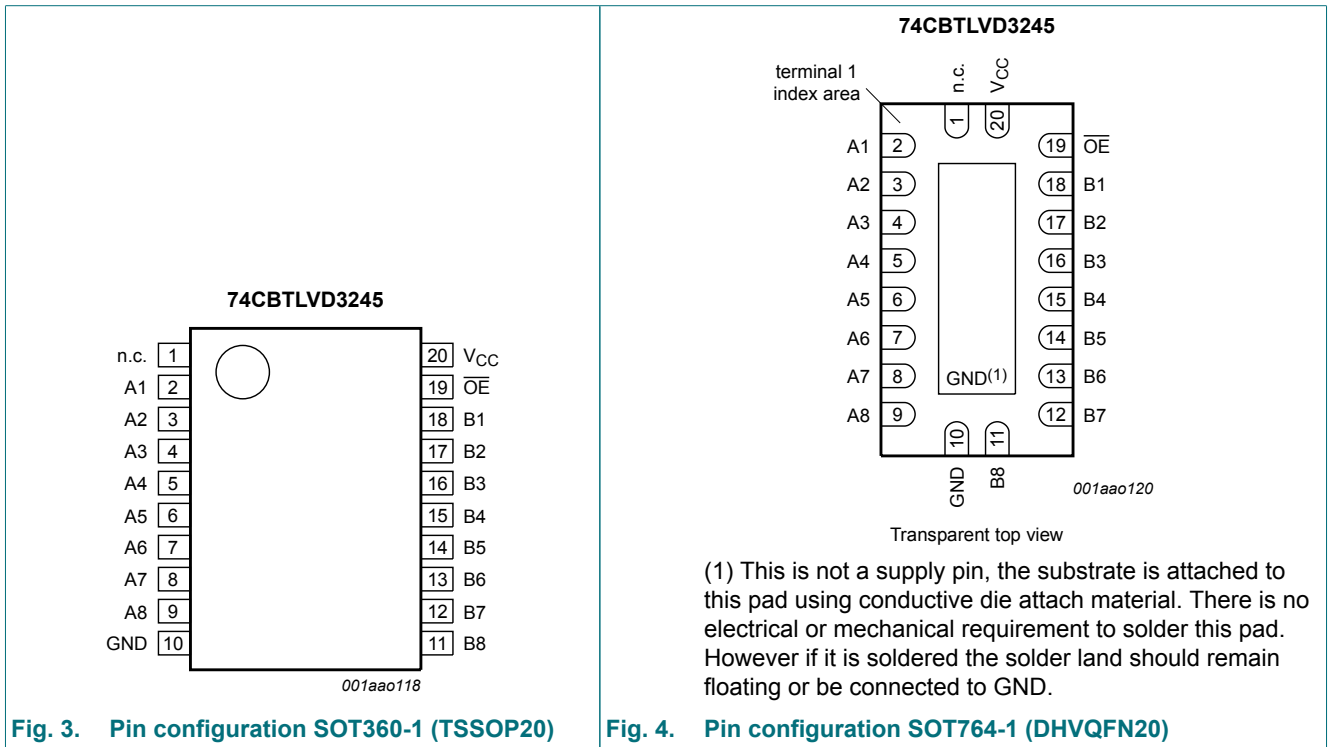 74CBTLVD3245
n.c. 1
A1 2
A2 3
A3 4
A4 5
A5 6
A6 7
A7 8
A8 9
GND 10
20 VCC
19 OE
18 B1
17 B2
16 B3
15 B4
14 B5
13 B6
12 B7
11 B8
001aao118
Fig. 3. Pin configuration SOT360-1 (TSSOP20)
74CBTLVD3245
terminal 1
index area
n.c.
VCC
1
20
A1 2
A2 3
A3 4
A4 5
A5 6
A6 7
A7 8
A8 9
19 OE
18 B1
17 B2
16 B3
15 B4
14 B5
13 B6
12 B7
GND(1)
10
11
GND
B8
001aao120
Transparent top view
(1) This is not a supply pin, the substrate is attached to
this pad using conductive die attach material. There is no
electrical or mechanical requirement to solder this pad.
However if it is soldered the solder land should remain
floating or be connected to GND.
Fig. 4. Pin configuration SOT764-1 (DHVQFN20)